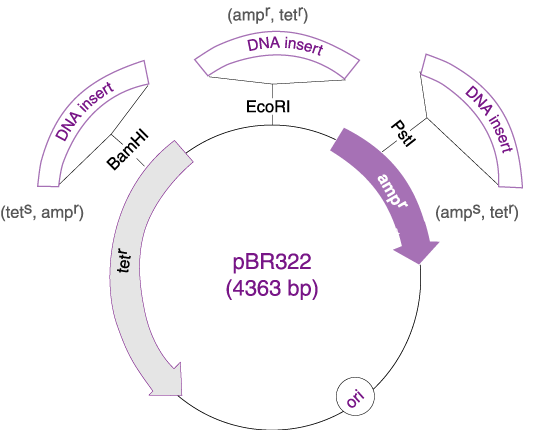 (ampʳ, tetʳ)
DNA insert
EcoRI
DNA insert
BamHI
(tetˢ, ampʳ)
DNA insert
PstI
(ampˢ, tetʳ)
ampʳ
tetʳ
pBR322
(4363 bp)
ori